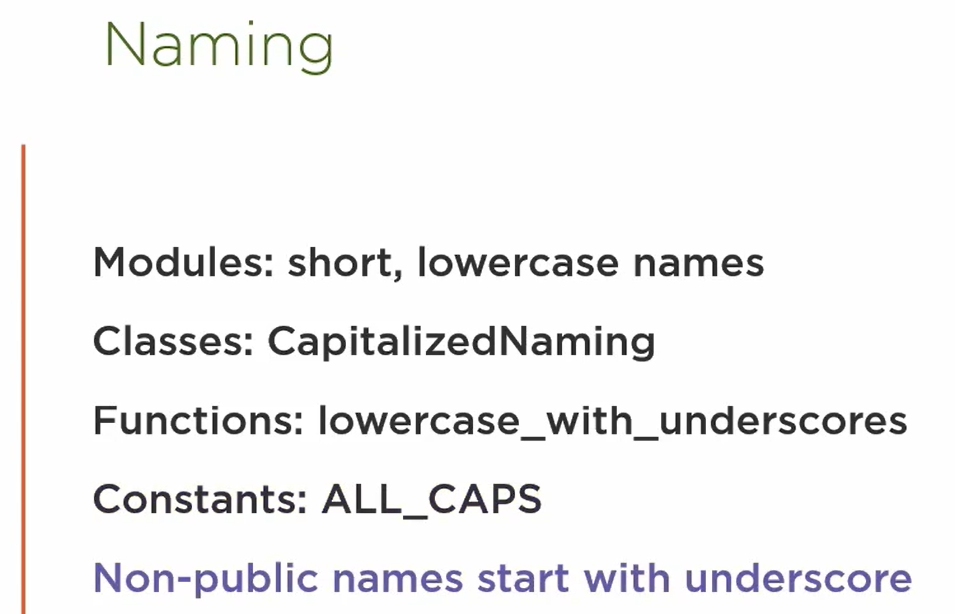 Naming
Modules: short, lowercase names
Classes: CapitalizedNaming
Functions: lowercase_with_underscores
Constants: ALL_CAPS
Non-public names start with underscore